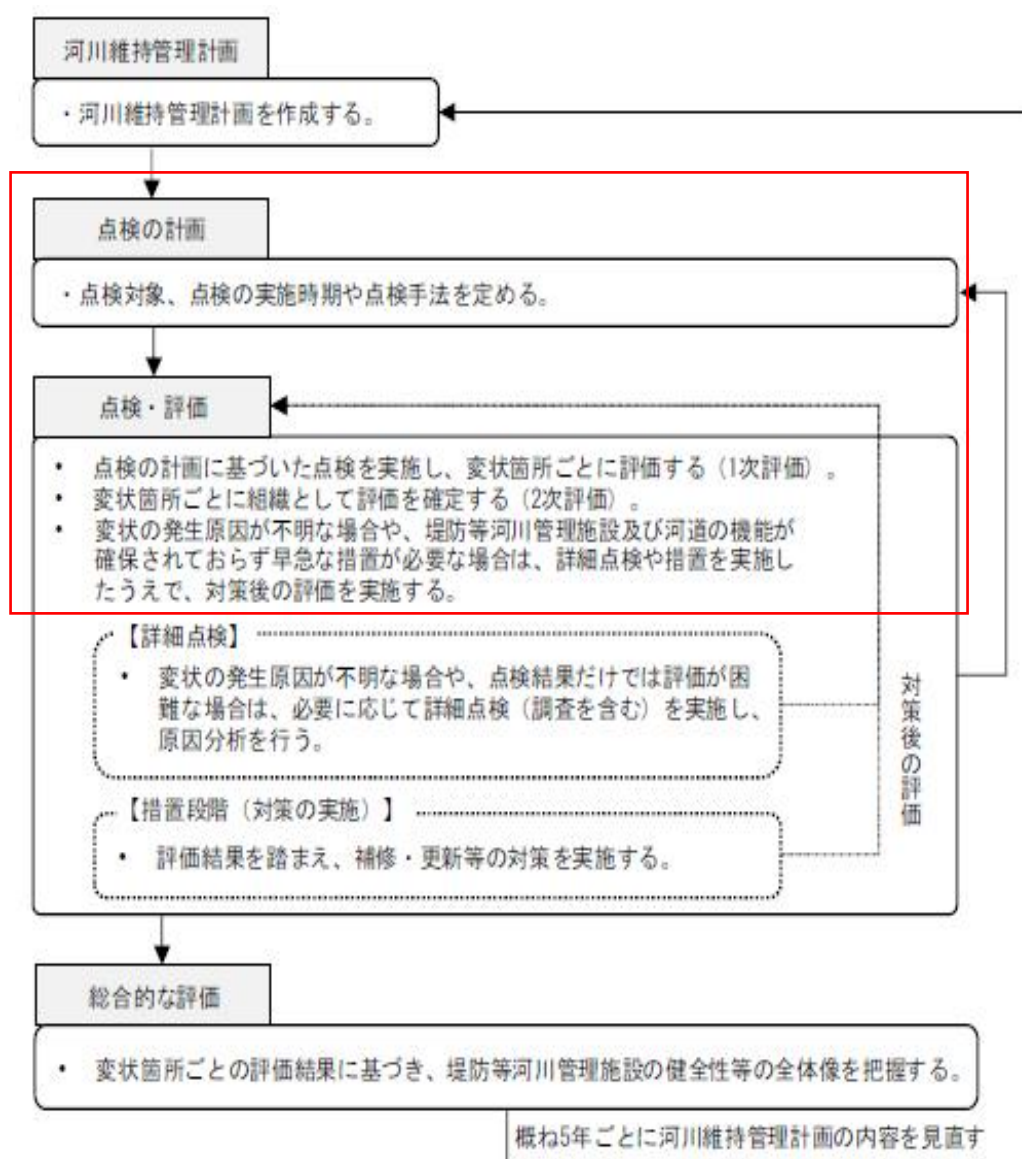 河川維持管理計画
・河川維持管理計画を作成する。
点検の計画
・点検対象、点検の実施時期や点検手法を定める。
点検・評価
• 点検の計画に基づいた点検を実施し、変状箇所ごとに評価する（1次評価）。
• 変状箇所ごとに組織として評価を確定する（2次評価）。
• 変状の発生原因が不明な場合や、堤防等河川管理施設及び河道の機能が
確保されておらず早急な措置が必要な場合は、詳細点検や措置を実施し
たうえで、対策後の評価を実施する。
【詳細点検】
• 変状の発生原因が不明な場合や、点検結果だけでは評価が困
難な場合は、必要に応じて詳細点検（調査を含む）を実施し、
原因分析を行う。
対策後の評価
【措置段階（対策の実施）】
• 評価結果を踏まえ、補修・更新等の対策を実施する。
総合的な評価
• 変状箇所ごとの評価結果に基づき、堤防等河川管理施設の健全性等の全体像を把握する。
概ね5年ごとに河川維持管理計画の内容を見直す